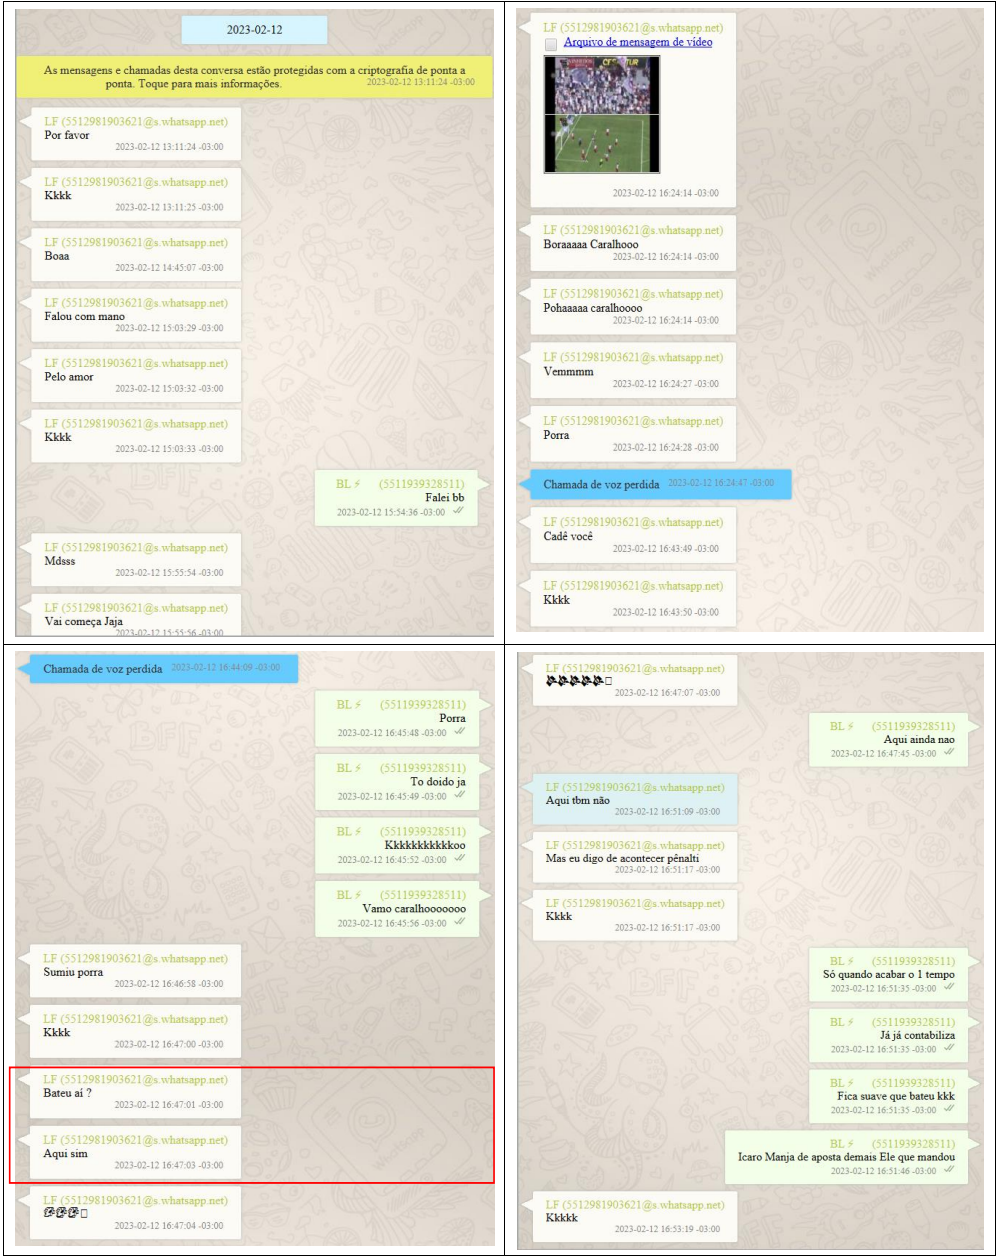 2023-02-12
As mensagens e chamadas desta conversa estão protegidas com a criptografia de ponta a
ponta. Toque para mais informações. 2023-02-12 13:11:24 -03:00
LF (5512981903621@s.whatsapp.net)
Por favor
2023-02-12 13:11:24 -03:00
LF (5512981903621@s.whatsapp.net)
Kkkk
2023-02-12 13:11:25 -03:00
LF (5512981903621@s.whatsapp.net)
Boaa
2023-02-12 14:45:07 -03:00
LF (5512981903621@s.whatsapp.net)
Falou com mano
2023-02-12 15:03:29 -03:00
LF (5512981903621@s.whatsapp.net)
Pelo amor
2023-02-12 15:03:32 -03:00
LF (5512981903621@s.whatsapp.net)
Kkkk
2023-02-12 15:03:33 -03:00
BL ⚡ (5511939328511)
Falei bb
2023-02-12 15:54:36 -03:00
LF (5512981903621@s.whatsapp.net)
Mdsss
2023-02-12 15:55:54 -03:00
LF (5512981903621@s.whatsapp.net)
Vai começa Jaja
2023-02-12 15:55:56 -03:00
LF (5512981903621@s.whatsapp.net)
Arquivo de mensagem de vídeo
2023-02-12 16:24:14 -03:00
LF (5512981903621@s.whatsapp.net)
Boraaaaa Caralhooo
2023-02-12 16:24:14 -03:00
LF (5512981903621@s.whatsapp.net)
Pohaaaaa caralhoooo
2023-02-12 16:24:14 -03:00
LF (5512981903621@s.whatsapp.net)
Vemmmm
2023-02-12 16:24:27 -03:00
LF (5512981903621@s.whatsapp.net)
Porra
2023-02-12 16:24:28 -03:00
Chamada de voz perdida 2023-02-12 16:24:47 -03:00
LF (5512981903621@s.whatsapp.net)
Cadê você
2023-02-12 16:43:49 -03:00
LF (5512981903621@s.whatsapp.net)
Kkkk
2023-02-12 16:43:50 -03:00
Chamada de voz perdida 2023-02-12 16:44:09 -03:00
BL ⚡ (5511939328511)
Porra
2023-02-12 16:45:48 -03:00
BL ⚡ (5511939328511)
To doido ja
2023-02-12 16:45:49 -03:00
BL ⚡ (5511939328511)
Kkkkkkkkkkkoo
2023-02-12 16:45:52 -03:00
BL ⚡ (5511939328511)
Vamo caralhooooooo
2023-02-12 16:45:56 -03:00
LF (5512981903621@s.whatsapp.net)
Sumiu porra
2023-02-12 16:46:58 -03:00
LF (5512981903621@s.whatsapp.net)
Kkkk
2023-02-12 16:47:00 -03:00
LF (5512981903621@s.whatsapp.net)
Bateu aí ?
2023-02-12 16:47:01 -03:00
LF (5512981903621@s.whatsapp.net)
Aqui sim
2023-02-12 16:47:03 -03:00
LF (5512981903621@s.whatsapp.net)
2023-02-12 16:47:04 -03:00
LF (5512981903621@s.whatsapp.net)
2023-02-12 16:47:07 -03:00
BL ⚡ (5511939328511)
Aqui ainda nao
2023-02-12 16:47:45 -03:00
LF (5512981903621@s.whatsapp.net)
Aqui tbm não
2023-02-12 16:51:09 -03:00
LF (5512981903621@s.whatsapp.net)
Mas eu digo de acontecer pênalti
2023-02-12 16:51:17 -03:00
LF (5512981903621@s.whatsapp.net)
Kkkk
2023-02-12 16:51:17 -03:00
BL ⚡ (5511939328511)
Só quando acabar o 1 tempo
2023-02-12 16:51:35 -03:00
BL ⚡ (5511939328511)
Já já contabiliza
2023-02-12 16:51:35 -03:00
BL ⚡ (5511939328511)
Fica suave que bateu kkk
2023-02-12 16:51:35 -03:00
BL ⚡ (5511939328511)
Icaro Manja de aposta demais Ele que mandou
2023-02-12 16:51:46 -03:00
LF (5512981903621@s.whatsapp.net)
Kkkkk
2023-02-12 16:53:19 -03:00